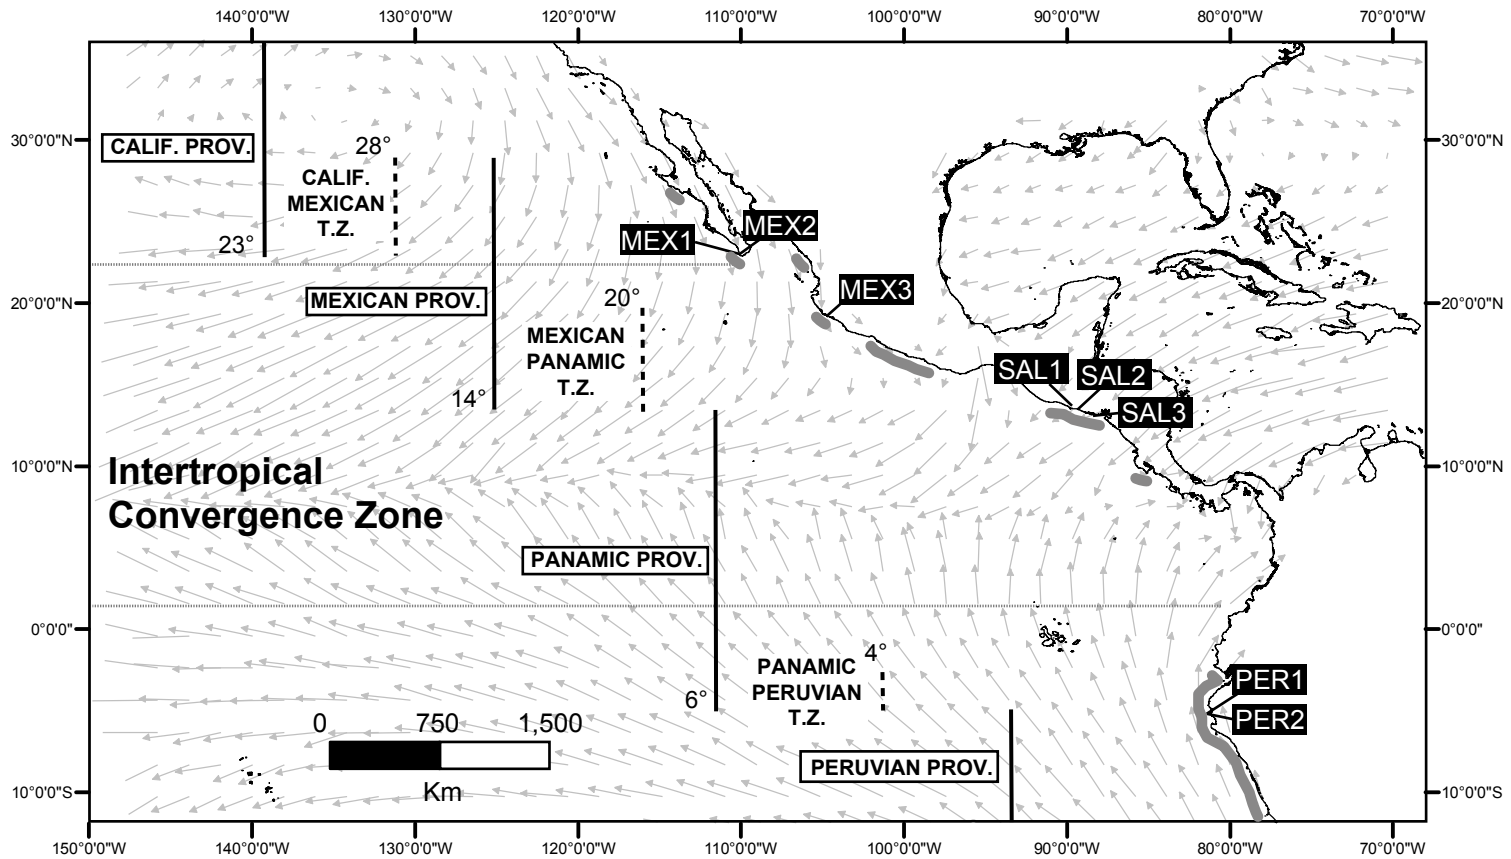 140°0'0"W 130°0'0"W 120°0'0"W 110°0'0"W 100°0'0"W 90°0'0"W 80°0'0"W 70°0'0"W
30°0'0"N 30°0'0"N
CALIF. PROV.
28°
CALIF.
MEXICAN
T.Z.
23°
MEX1
MEX2
MEX3
20°0'0"N 20°0'0"N
MEXICAN PROV.
20°
MEXICAN
PANAMIC
T.Z.
14°
SAL1
SAL2
SAL3
10°0'0"N 10°0'0"N
Intertropical
Convergence Zone
PANAMIC PROV.
0°0'0" 0°0'0"
4°
PANAMIC
PERUVIAN
T.Z.
6°
PER1
PER2
0 750 1,500
Km
PERUVIAN PROV.
10°0'0"S 10°0'0"S
150°0'0"W 140°0'0"W 130°0'0"W 120°0'0"W 110°0'0"W 100°0'0"W 90°0'0"W 80°0'0"W 70°0'0"W